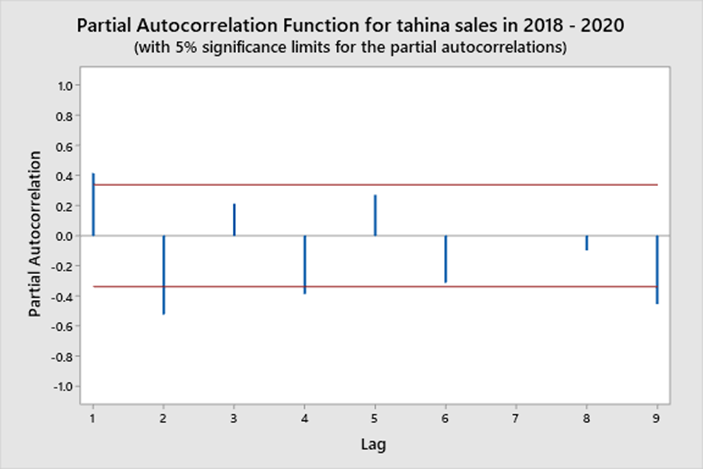 Partial Autocorrelation Function for tahina sales in 2018 - 2020
(with 5% significance limits for the partial autocorrelations)
Partial Autocorrelation
1.0
0.8
0.6
0.4
0.2
0.0
-0.2
-0.4
-0.6
-0.8
-1.0
1 2 3 4 5 6 7 8 9
Lag